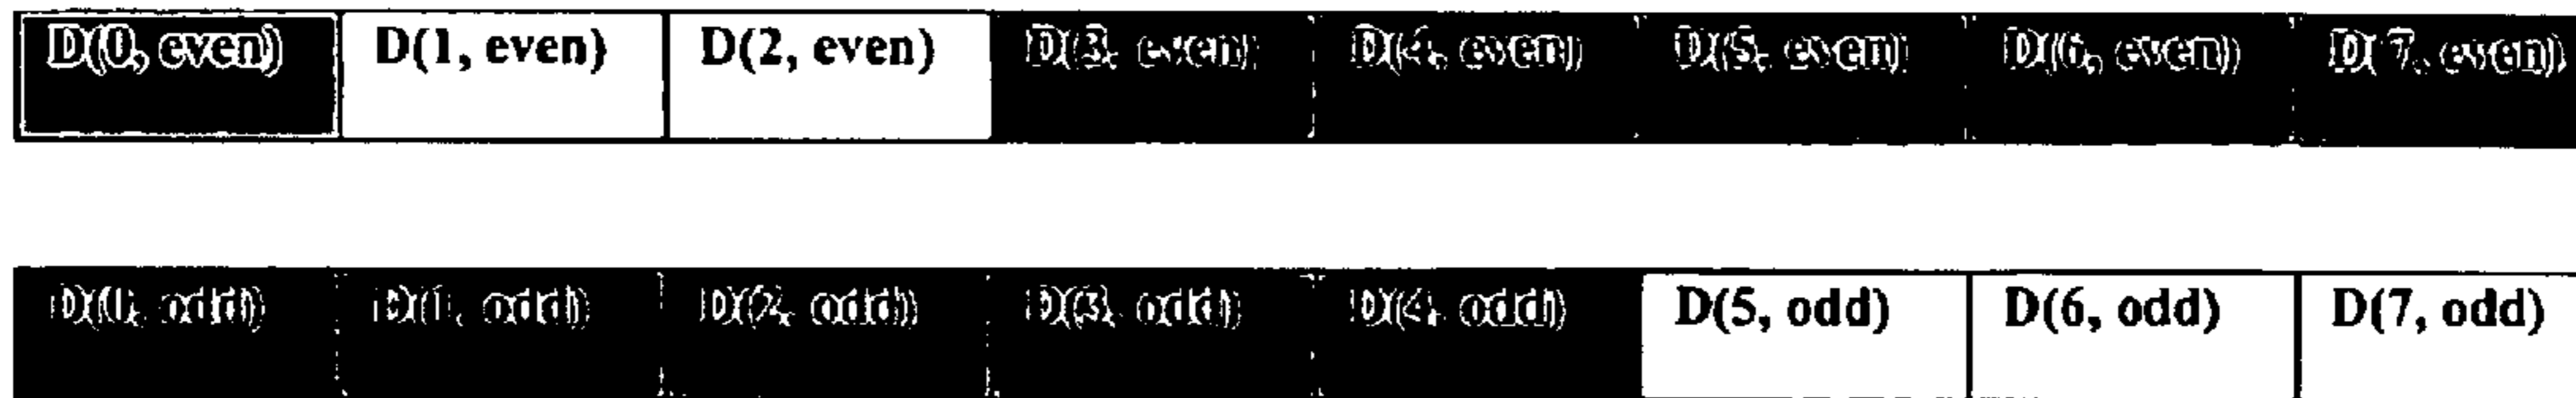 D(0, even) D(1, even) D(2, even) D(3, even) D(4, even) D(5, even) D(6, even) D(7, even)
D(0, odd) D(1, odd) D(2, odd) D(3, odd) D(4, odd) D(5, odd) D(6, odd) D(7, odd)